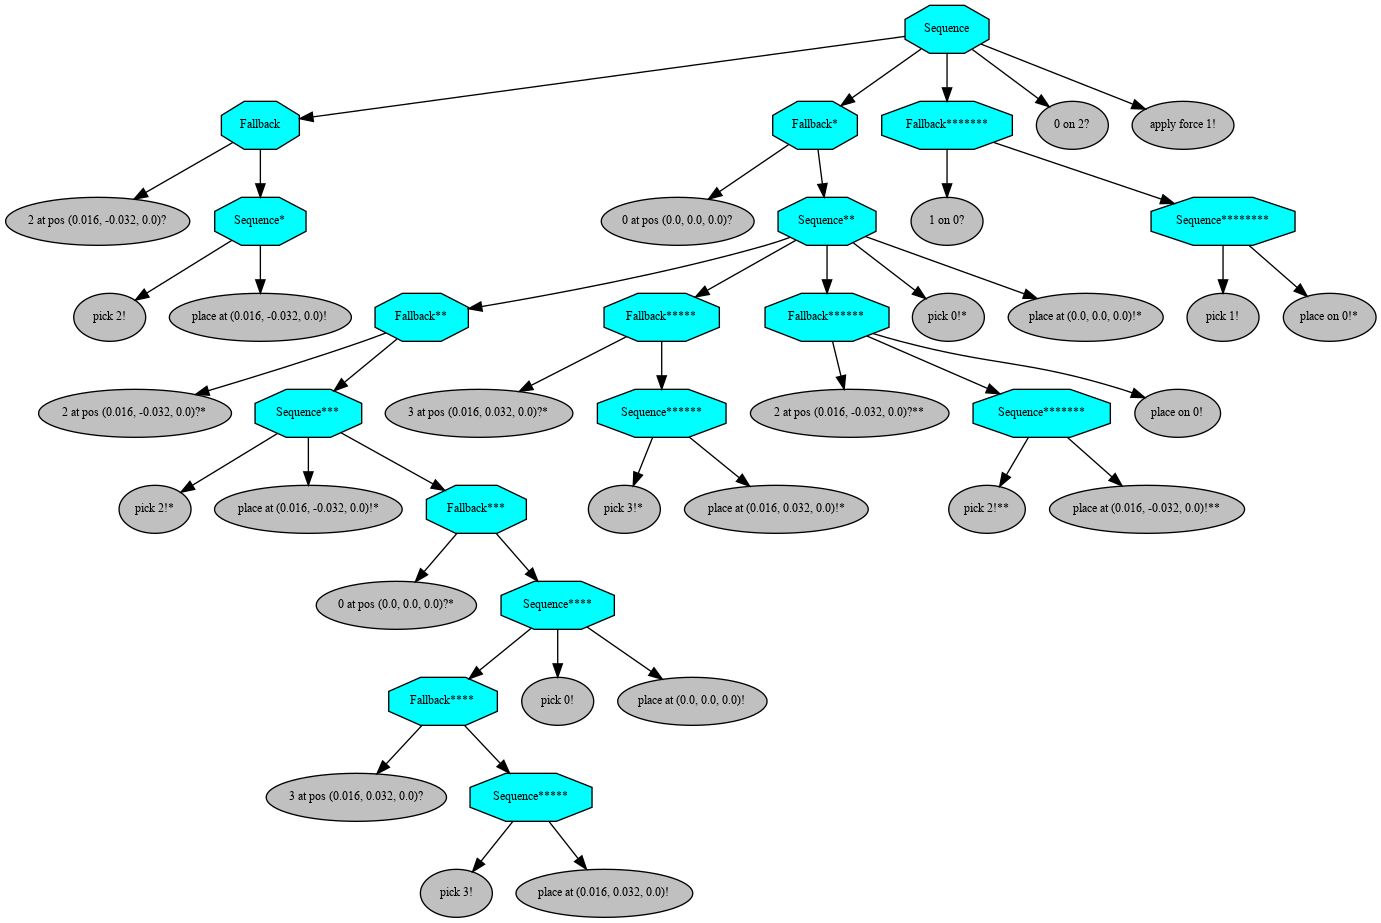 Sequence
Fallback
Fallback*
Fallback*******
0 on 2?
apply force 1!
2 at pos (0.016, -0.032, 0.0)?
Sequence*
0 at pos (0.0, 0.0, 0.0)?
Sequence**
1 on 0?
Sequence********
pick 2!
place at (0.016, -0.032, 0.0)!
Fallback**
Fallback*****
Fallback******
pick 0!*
place at (0.0, 0.0, 0.0)!*
pick 1!
place on 0!*
2 at pos (0.016, -0.032, 0.0)?*
Sequence***
3 at pos (0.016, 0.032, 0.0)?*
Sequence******
2 at pos (0.016, -0.032, 0.0)?**
Sequence*******
place on 0!
pick 2!*
place at (0.016, -0.032, 0.0)!*
Fallback***
pick 3!*
place at (0.016, 0.032, 0.0)!*
pick 2!**
place at (0.016, -0.032, 0.0)!**
0 at pos (0.0, 0.0, 0.0)?*
Sequence****
Fallback****
pick 0!
place at (0.0, 0.0, 0.0)!
3 at pos (0.016, 0.032, 0.0)?
Sequence*****
pick 3!
place at (0.016, 0.032, 0.0)!